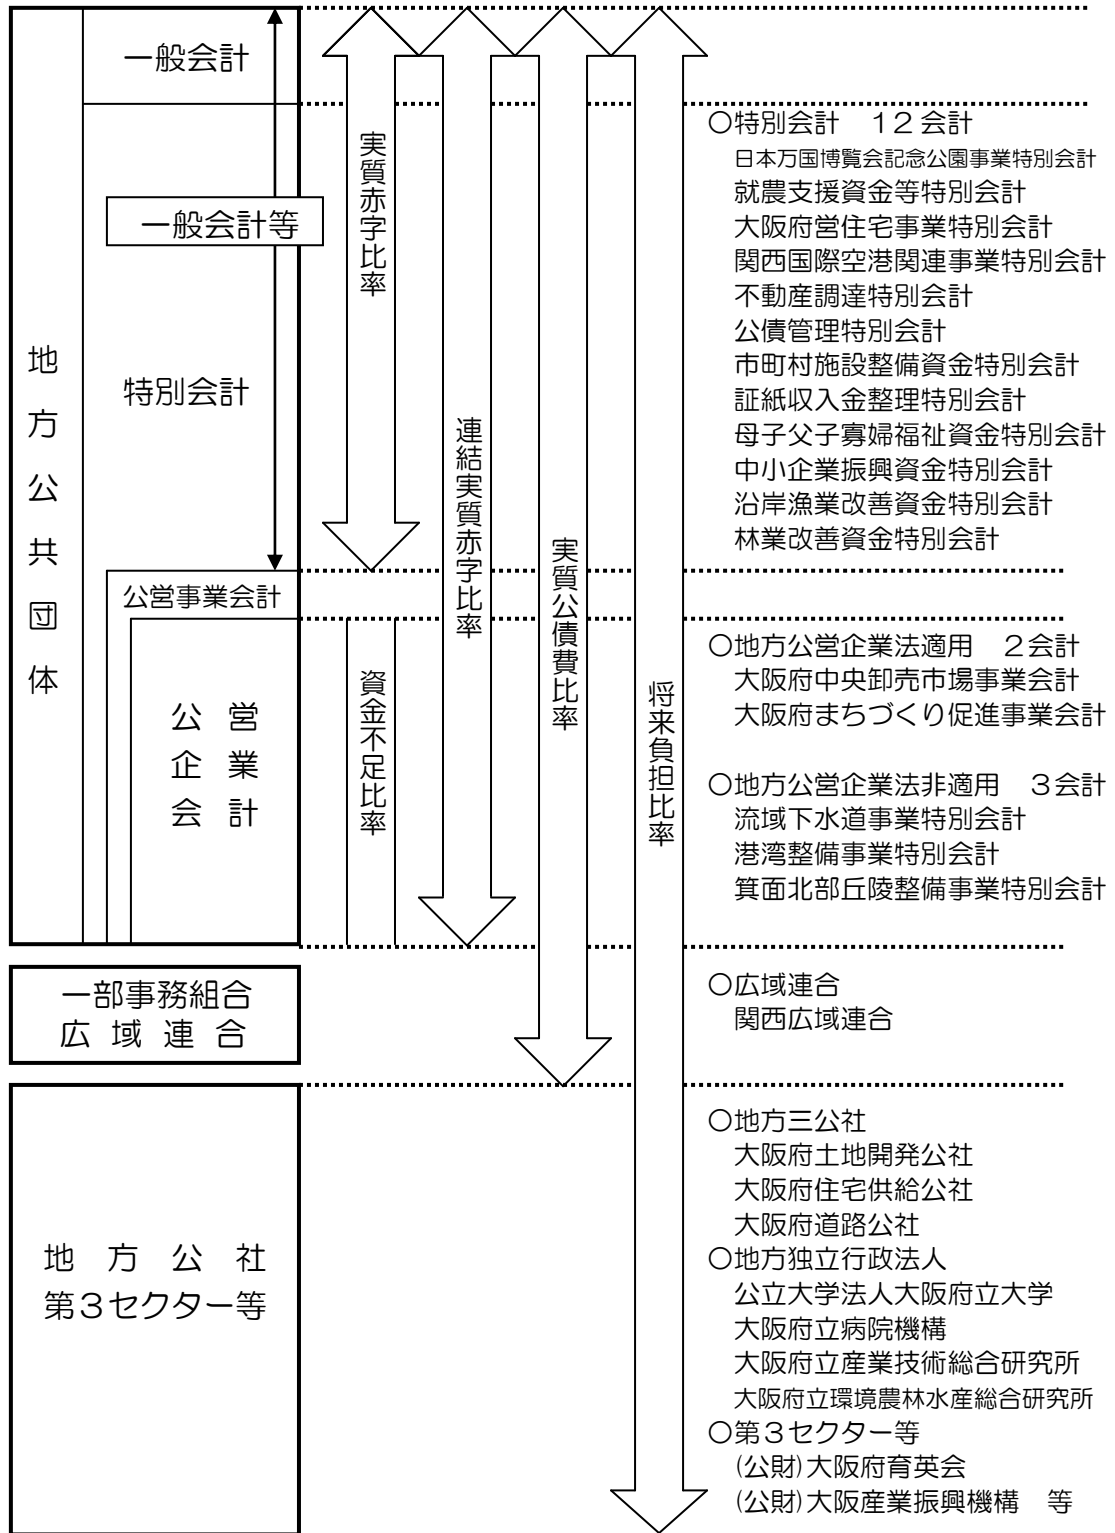 地方公共団体
一般会計
一般会計等
特別会計
公営事業会計
公　営
企　業
会　計
一部事務組合
広　域　連　合
地　方　公　社
第３セクター等
実質赤字比率
資金不足比率
連結実質赤字比率
実質公債費比率
将来負担比率
○特別会計　１２会計
日本万国博覧会記念公園事業特別会計
就農支援資金等特別会計
大阪府営住宅事業特別会計
関西国際空港関連事業特別会計
不動産調達特別会計
公債管理特別会計
市町村施設整備資金特別会計
証紙収入金整理特別会計
母子父子寡婦福祉資金特別会計
中小企業振興資金特別会計
沿岸漁業改善資金特別会計
林業改善資金特別会計
○地方公営企業法適用　２会計
大阪府中央卸売市場事業会計
大阪府まちづくり促進事業会計
○地方公営企業法非適用　３会計
流域下水道事業特別会計
港湾整備事業特別会計
箕面北部丘陵整備事業特別会計
○広域連合
関西広域連合
○地方三公社
大阪府土地開発公社
大阪府住宅供給公社
大阪府道路公社
○地方独立行政法人
公立大学法人大阪府立大学
大阪府立病院機構
大阪府立産業技術総合研究所
大阪府立環境農林水産総合研究所
○第３セクター等
(公財)大阪府育英会
(公財)大阪産業振興機構　等